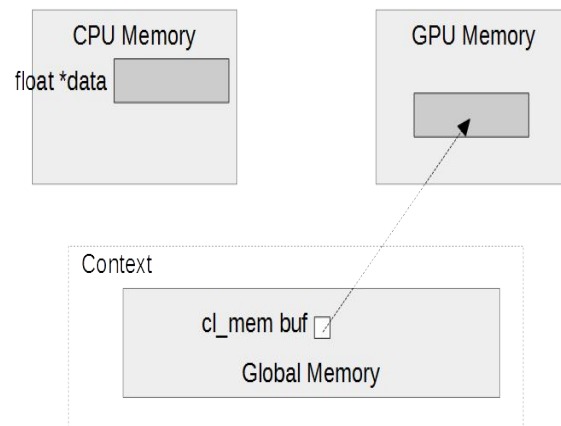 CPU Memory
GPU Memory
float *data
Context
cl_mem buf
Global Memory